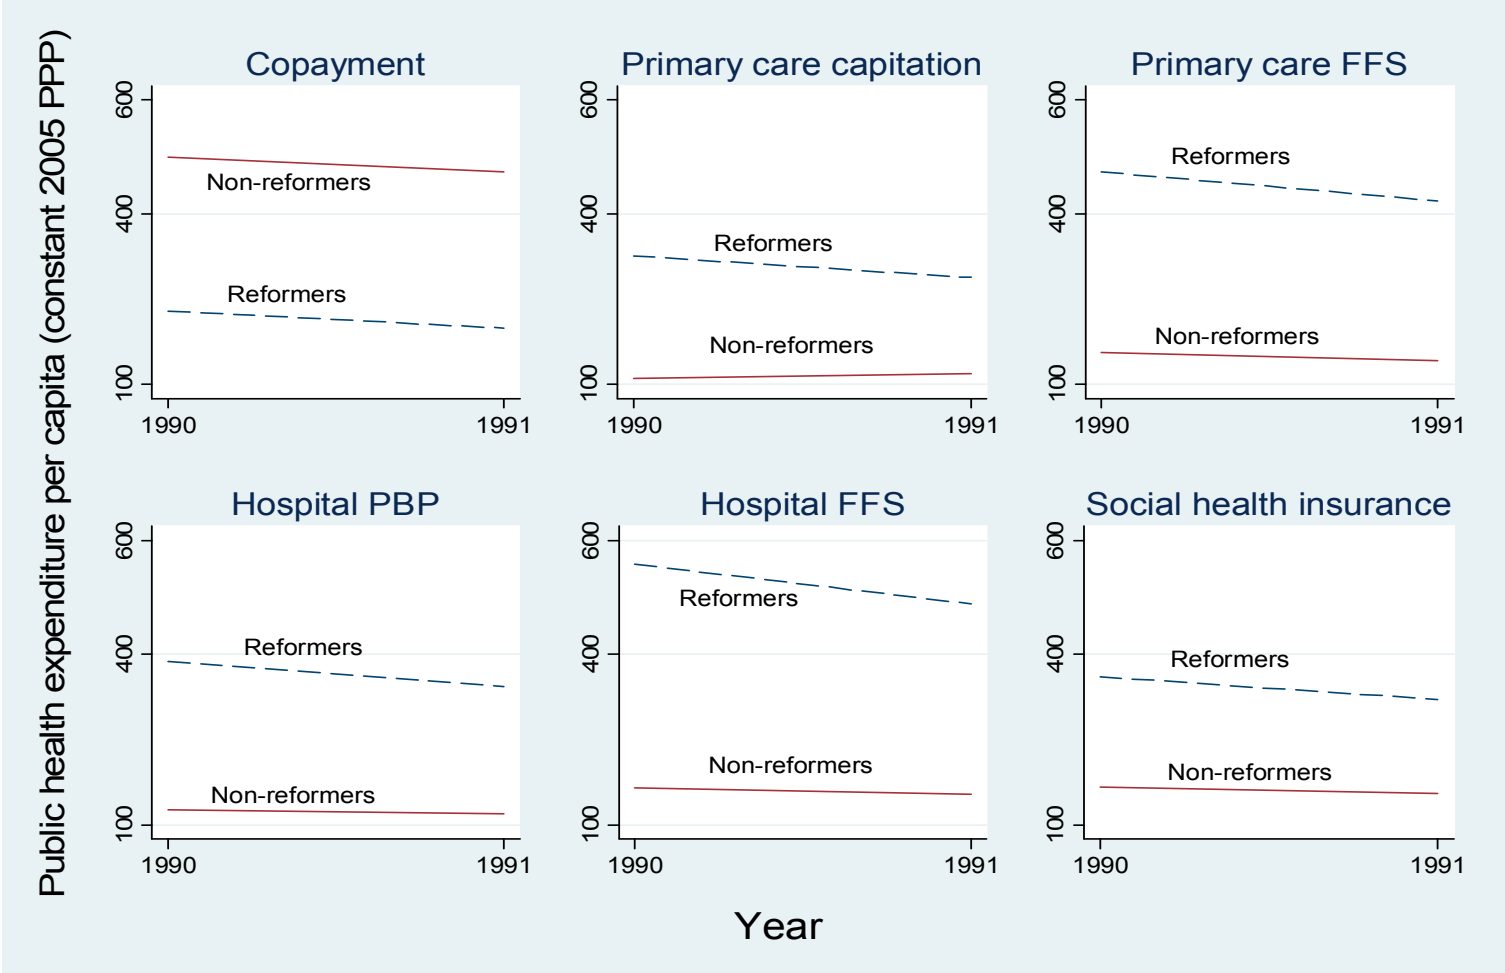 Public health expenditure per capita (constant 2005 PPP)
Copayment
600
400
100
Non-reformers
Reformers
1990
1991
Primary care capitation
600
400
100
Reformers
Non-reformers
1990
1991
Primary care FFS
600
400
100
Reformers
Non-reformers
1990
1991
Hospital PBP
600
400
100
Reformers
Non-reformers
1990
1991
Hospital FFS
600
400
100
Reformers
Non-reformers
1990
1991
Social health insurance
600
400
100
Reformers
Non-reformers
1990
1991
Year